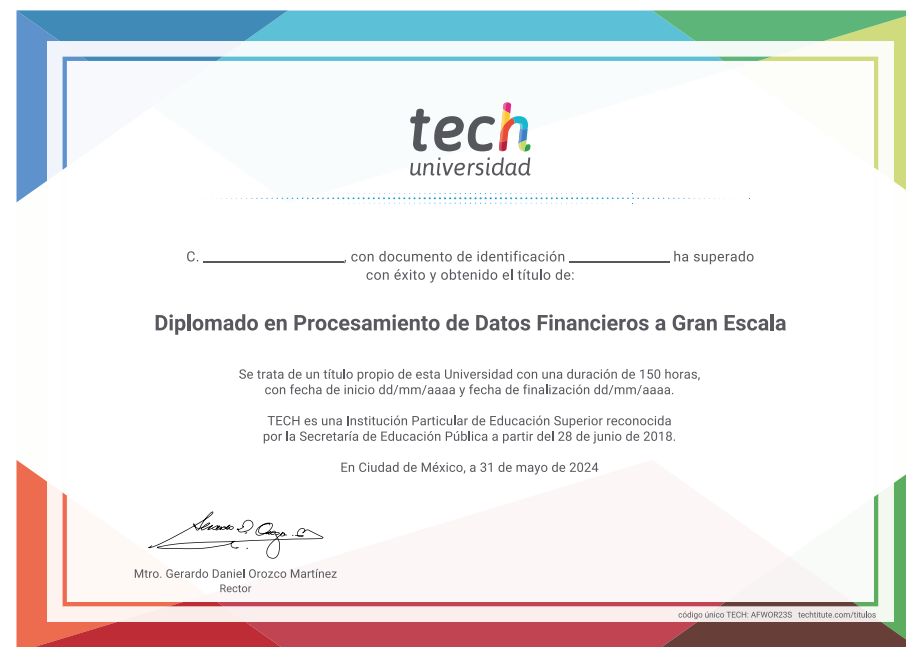 tech
universidad
C. ____________, con documento de identificación ____________ ha superado
con éxito y obtenido el título de:
Diplomado en Procesamiento de Datos Financieros a Gran Escala
Se trata de un título propio de esta Universidad con una duración de 150 horas,
con fecha de inicio dd/mm/aaaa y fecha de finalización dd/mm/aaaa.
TECH es una Institución Particular de Educación Superior reconocida
por la Secretaría de Educación Pública a partir del 28 de junio de 2018.
En Ciudad de México, a 31 de mayo de 2024
Mtro. Gerardo Daniel Orozco Martínez
Rector
código único TECH: AFWOR23S techtitute.com/titulos